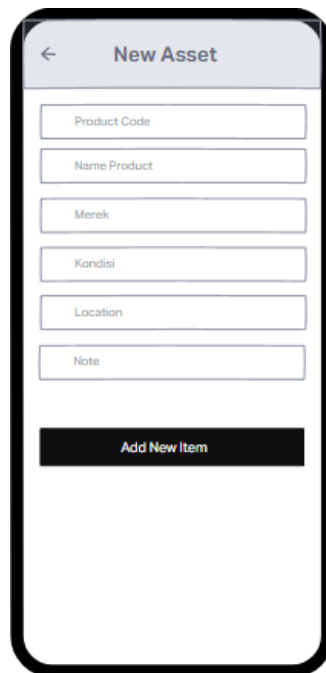 New Asset
Product Code
Name Product
Merek
Kondisi
Location
Note
Add New Item